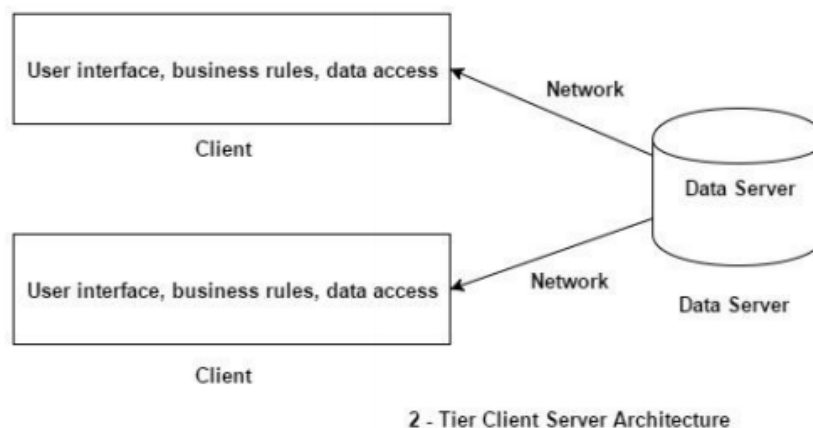 User interface, business rules, data access
Client
Network
Data Server
User interface, business rules, data access
Network
Data Server
Client
2 - Tier Client Server Architecture